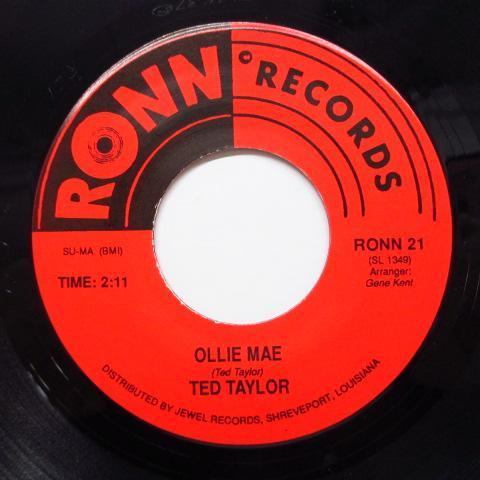 RONN RECORDS
©
SU-MA (BMI)
TIME: 2:11
RONN 21
(SL 1349)
Arranger:
Gene Kent
OLLIE MAE
(Ted Taylor)
TED TAYLOR
DISTRIBUTED BY JEWEL RECORDS, SHREVEPORT, LOUISIANA